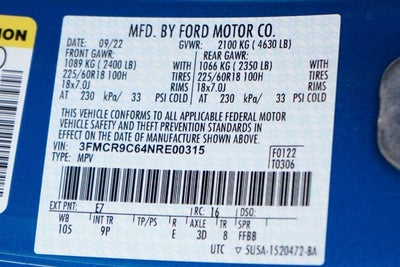 ION
MFD. BY FORD MOTOR CO.
DATE: 09/22 GVWR: 2100 KG ( 4630 LB)
FRONT GAWR: REAR GAWR:
1089 KG ( 2400 LB) WITH 1066 KG ( 2350 LB) WITH
225/60R18 100H TIRES 225/60R18 100H TIRES
18x7.0J RIMS 18x7.0J RIMS
AT 230 kPa/ 33 PSI COLD AT 230 kPa/ 33 PSI COLD
THIS VEHICLE CONFORMS TO ALL APPLICABLE FEDERAL MOTOR
VEHICLE SAFETY AND THEFT PREVENTION STANDARDS IN
EFFECT ON THE DATE OF MANUFACTURE SHOWN ABOVE.
VIN: 3FMCR9C64NRE00315 F0122
TYPE: MPV T0306
EXT PNT: E7 RC: 16 DSO:
WB INT TR TP/PS R AXLE TR SPR
105 9P E 3D 8 FFBB
UTC ▽ 5U5A-1520472-BA